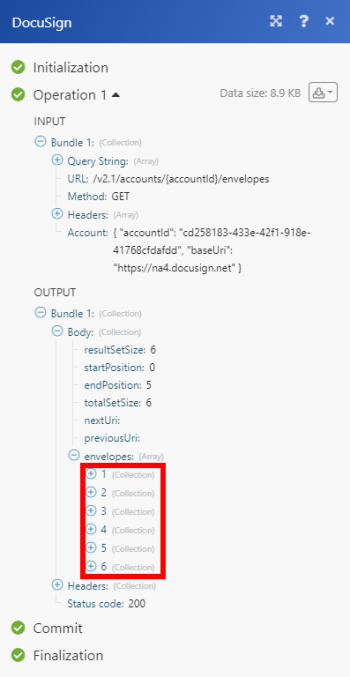 DocuSign ? ×
Initialization
Operation 1 Data size: 8.9 KB
INPUT
Bundle 1: (Collection)
Query String: (Array)
URL: /v2.1/accounts/{accountId}/envelopes
Method: GET
Headers: (Array)
Account: { "accountId": "cd258183-433e-42f1-918e-
41768cfdafdd", "baseUri":
"https://na4.docusign.net" }
OUTPUT
Bundle 1: (Collection)
Body: (Collection)
resultSetSize: 6
startPosition: 0
endPosition: 5
totalSetSize: 6
nextUri:
previousUri:
envelopes: (Array)
1 (Collection)
2 (Collection)
3 (Collection)
4 (Collection)
5 (Collection)
6 (Collection)
Headers: (Collection)
Status code: 200
Commit
Finalization